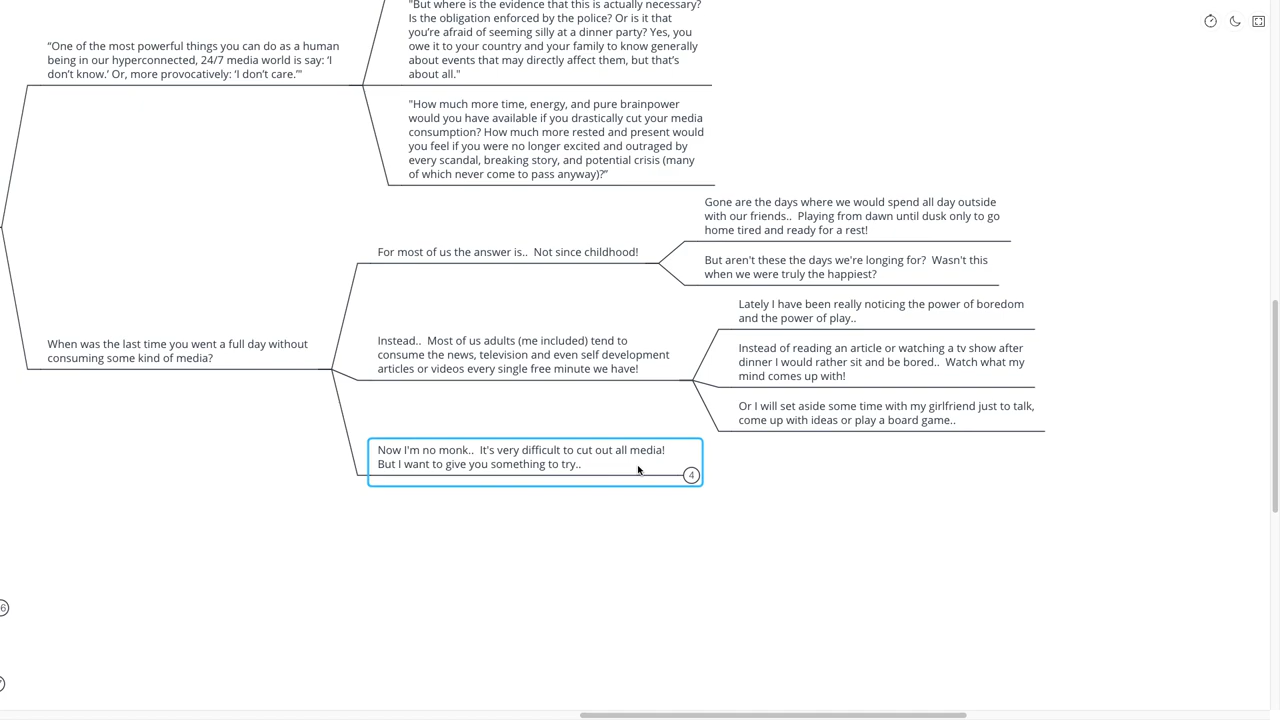 "But where is the evidence that this is actually necessary?
Is the obligation enforced by the police? Or is it that
you’re afraid of seeming silly at a dinner party? Yes, you
owe it to your country and your family to know generally
about events that may directly affect them, but that’s
about all."
“One of the most powerful things you can do as a human
being in our hyperconnected, 24/7 media world is say: ‘I
don’t know.’ Or, more provocatively: ‘I don’t care.’”
"How much more time, energy, and pure brainpower
would you have available if you drastically cut your media
consumption? How much more rested and present would
you feel if you were no longer excited and outraged by
every scandal, breaking story, and potential crisis (many
of which never come to pass anyway)?”
Gone are the days where we would spend all day outside
with our friends..  Playing from dawn until dusk only to go
home tired and ready for a rest!
For most of us the answer is..  Not since childhood!
But aren't these the days we're longing for?  Wasn't this
when we were truly the happiest?
Lately I have been really noticing the power of boredom
and the power of play..
When was the last time you went a full day without
consuming some kind of media?
Instead..  Most of us adults (me included) tend to
consume the news, television and even self development
articles or videos every single free minute we have!
Instead of reading an article or watching a tv show after
dinner I would rather sit and be bored..  Watch what my
mind comes up with!
Or I will set aside some time with my girlfriend just to talk,
come up with ideas or play a board game..
Now I'm no monk..  It's very difficult to cut out all media!
But I want to give you something to try..
4
6